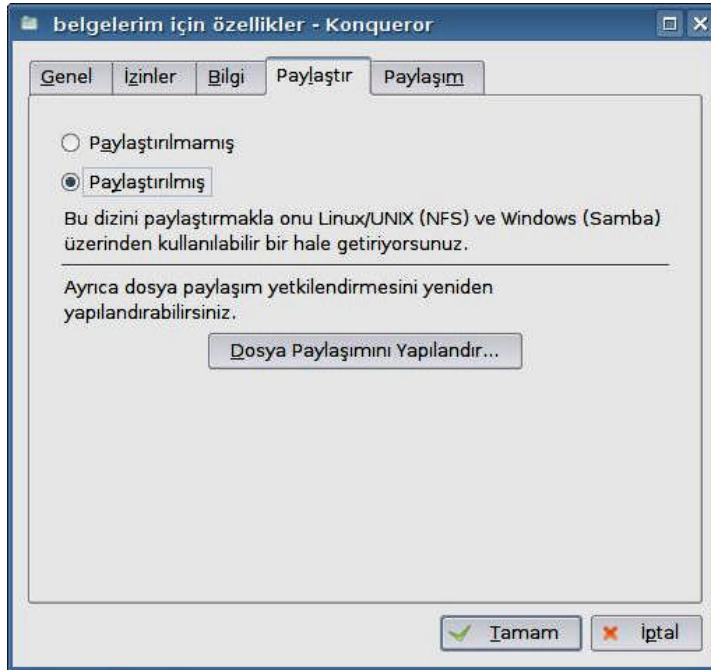 belgelerim için özellikler - Konqueror
Genel İzinler Bilgi Paylaştır Paylaşım
Paylaştırılmamış
Paylaştırılmış
Bu dizini paylaştırmakla onu Linux/UNIX (NFS) ve Windows (Samba)
üzerinden kullanılabilir bir hale getiriyorsunuz.
Ayrıca dosya paylaşım yetkilendirmesini yeniden
yapılandırabilirsiniz.
Dosya Paylaşımını Yapılandır...
Tamam İptal